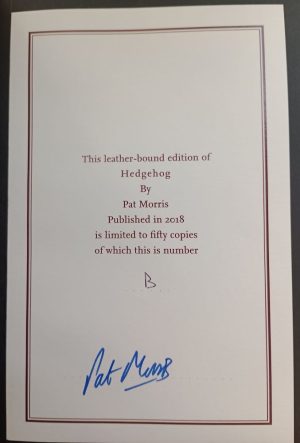 This leather-bound edition of
Hedgehog
By
Pat Morris
Published in 2018
is limited to fifty copies
of which this is number
B
Pat Morris